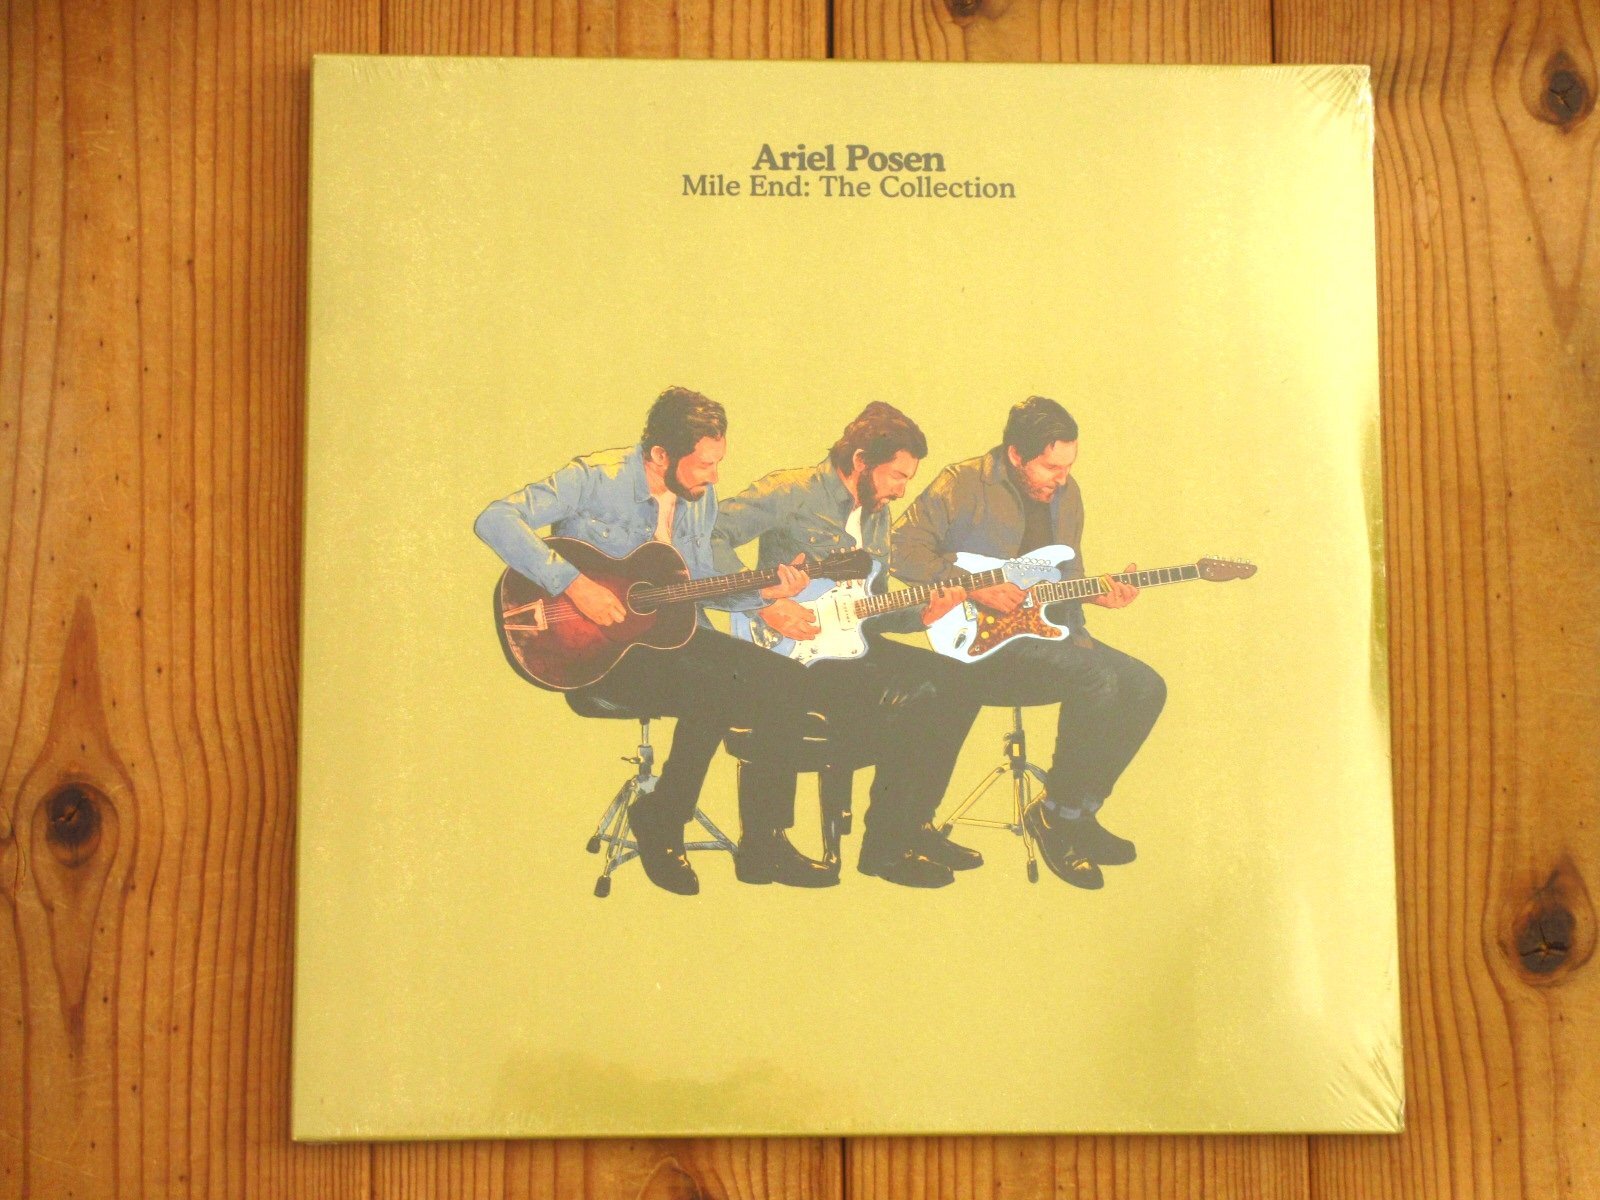 Ariel Posen
Mile End: The Collection